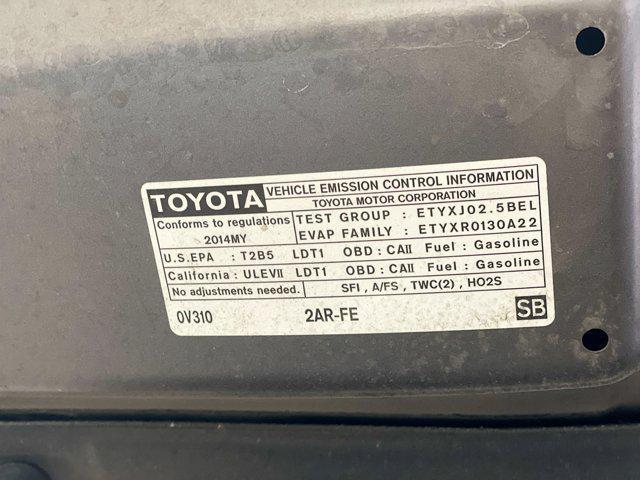 TOYOTA VEHICLE EMISSION CONTROL INFORMATION
TOYOTA MOTOR CORPORATION
Conforms to regulations
2014MY
TEST GROUP : ETYXJ02.5BEL
EVAP FAMILY : ETYXR0130A22
U.S.EPA : T2B5 LDT1 OBD : CAII Fuel : Gasoline
California : ULEVII LDT1 OBD : CAII Fuel : Gasoline
No adjustments needed. SFI , A/FS , TWC(2) , HO2S
0V310 2AR-FE SB